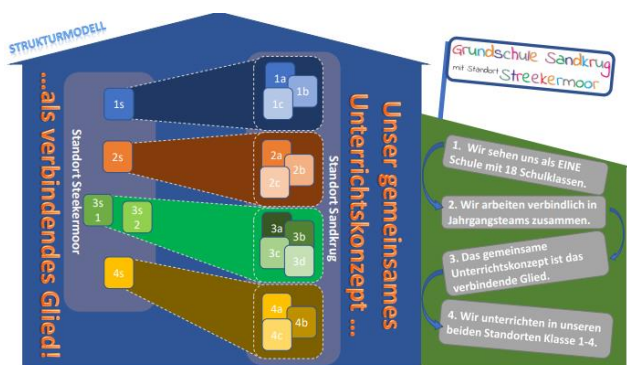 STRUKTURMODELL
...als verbindendes Glied!
Standort Steekermoor
1s
2s
3s
1
3s
2
4s
1a
1b
1c
2a
2b
2c
3a
3b
3c
3d
4a
4b
4c
Standort Sandkrug
Unser gemeinsames
Unterrichtskonzept ...
Grundschule Sandkrug
mit Standort Streekermoor
1. Wir sehen uns als EINE
Schule mit 18 Schulklassen.
2. Wir arbeiten verbindlich in
Jahrgangsteams zusammen.
3. Das gemeinsame
Unterrichtskonzept ist das
verbindende Glied.
4. Wir unterrichten in unseren
beiden Standorten Klasse 1-4.